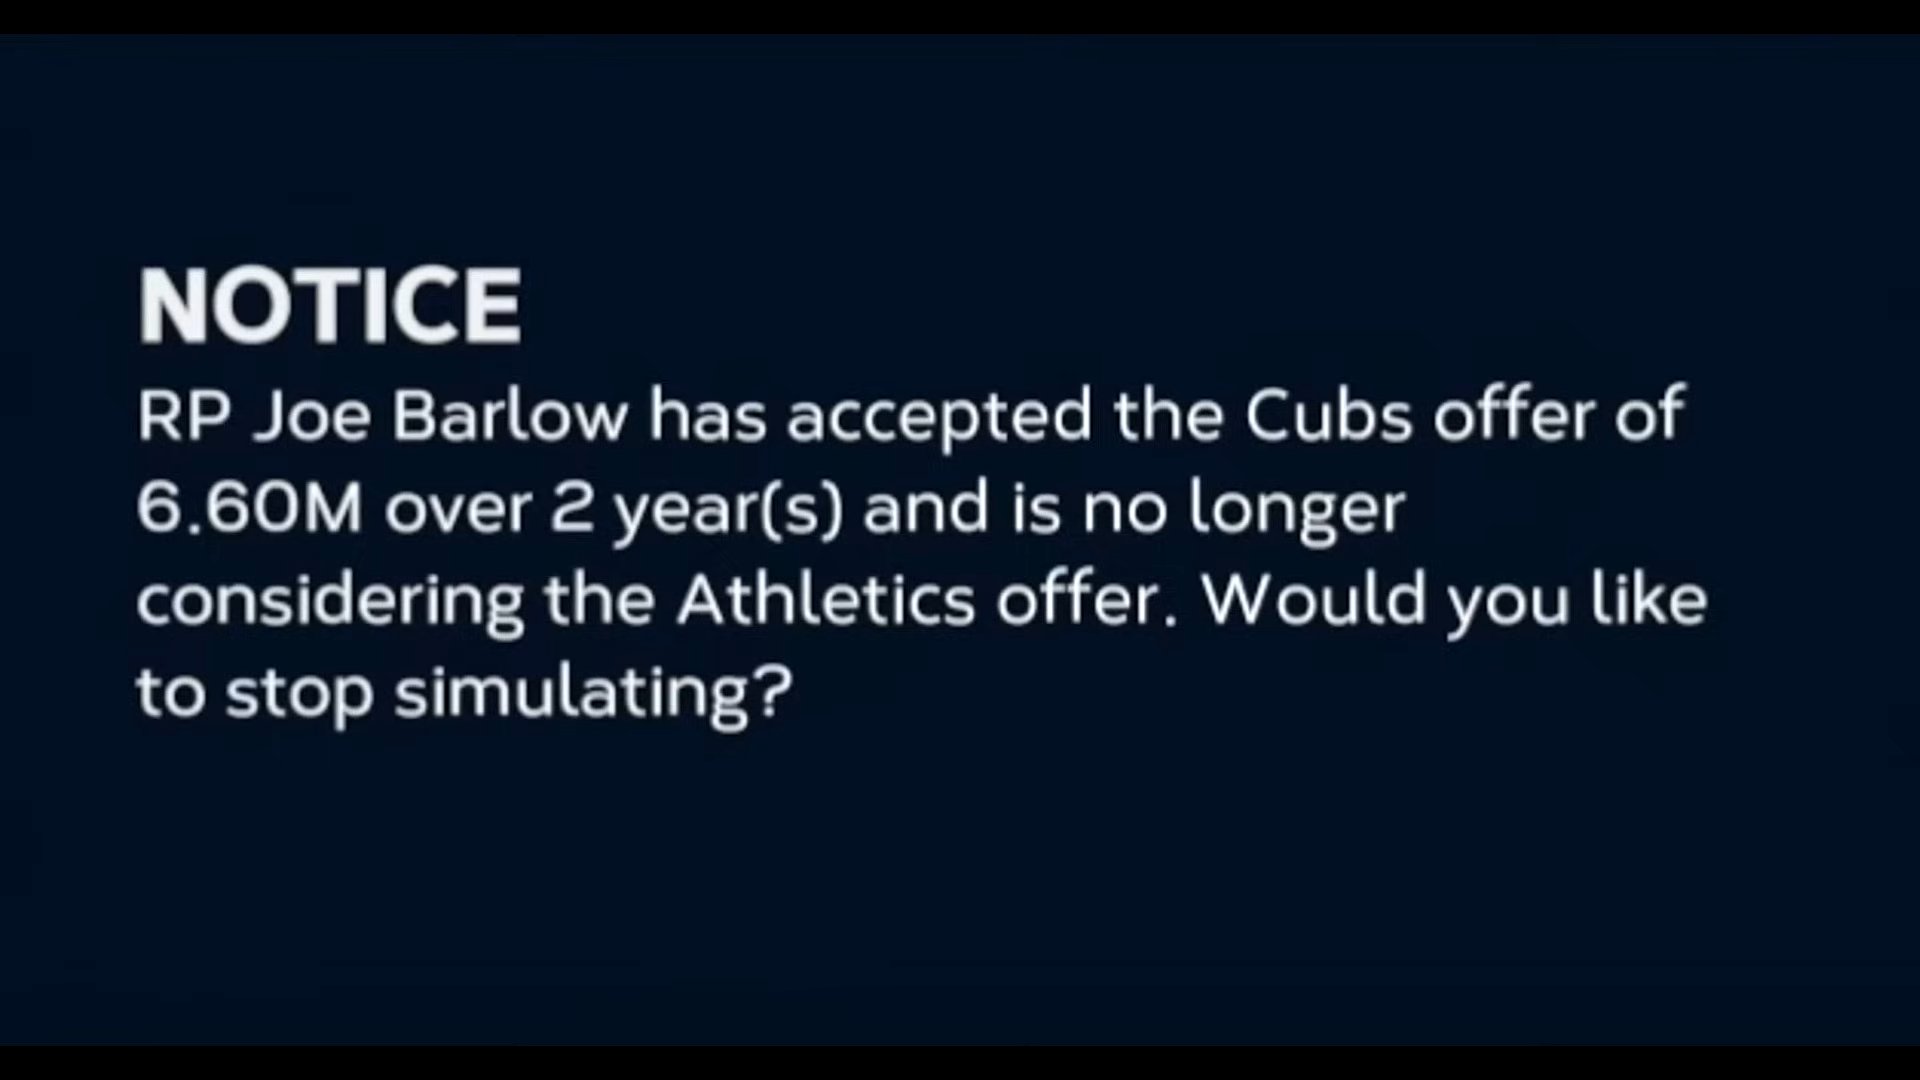 NOTICE
RP Joe Barlow has accepted the Cubs offer of
6.60M over 2 year(s) and is no longer
considering the Athletics offer. Would you like
to stop simulating?